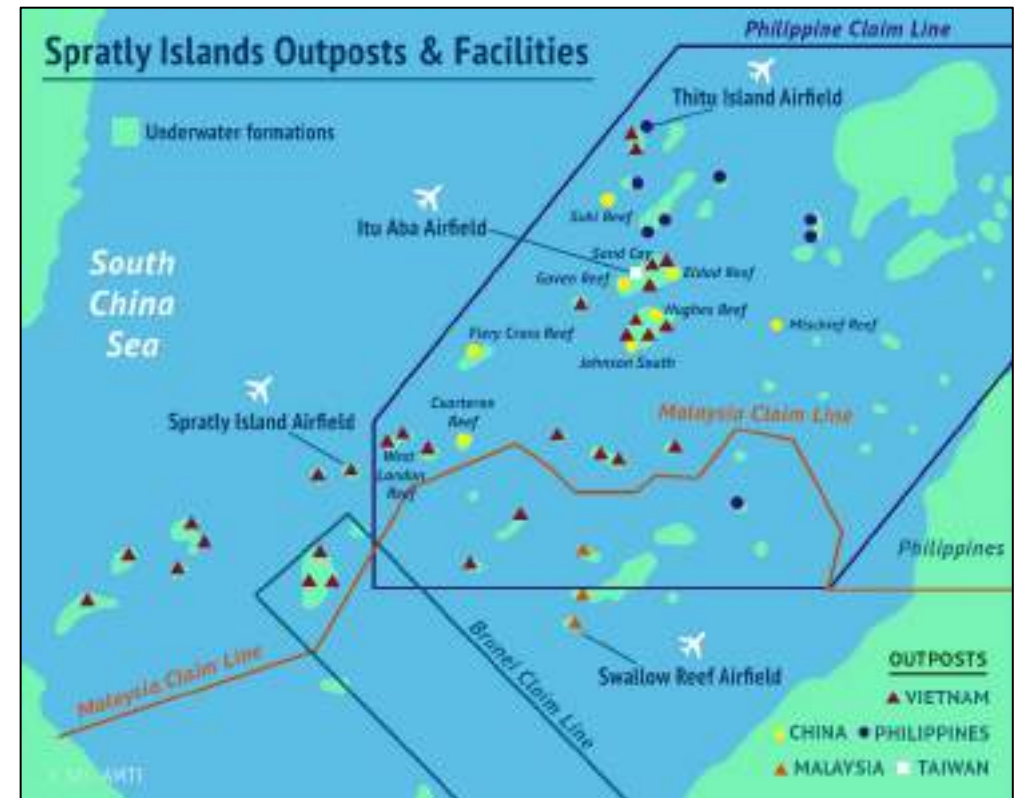 Philippine Claim Line
Spratly Islands Outposts & Facilities
Thitu Island Airfield
Underwater formations
Itu Aba Airfield
Subi Reef
Sand Cay
Gaven Reef
Eldad Reef
South
China
Sea
Hughes Reef
Mischief Reef
Fiery Cross Reef
Johnson South
Cuarteron
Reef
Malaysia Claim Line
Spratly Island Airfield
West
London
Reef
Philippines
Brunei Claim Line
Malaysia Claim Line
Swallow Reef Airfield
OUTPOSTS
VIETNAM
CHINA PHILIPPINES
MALAYSIA TAIWAN
AMTI